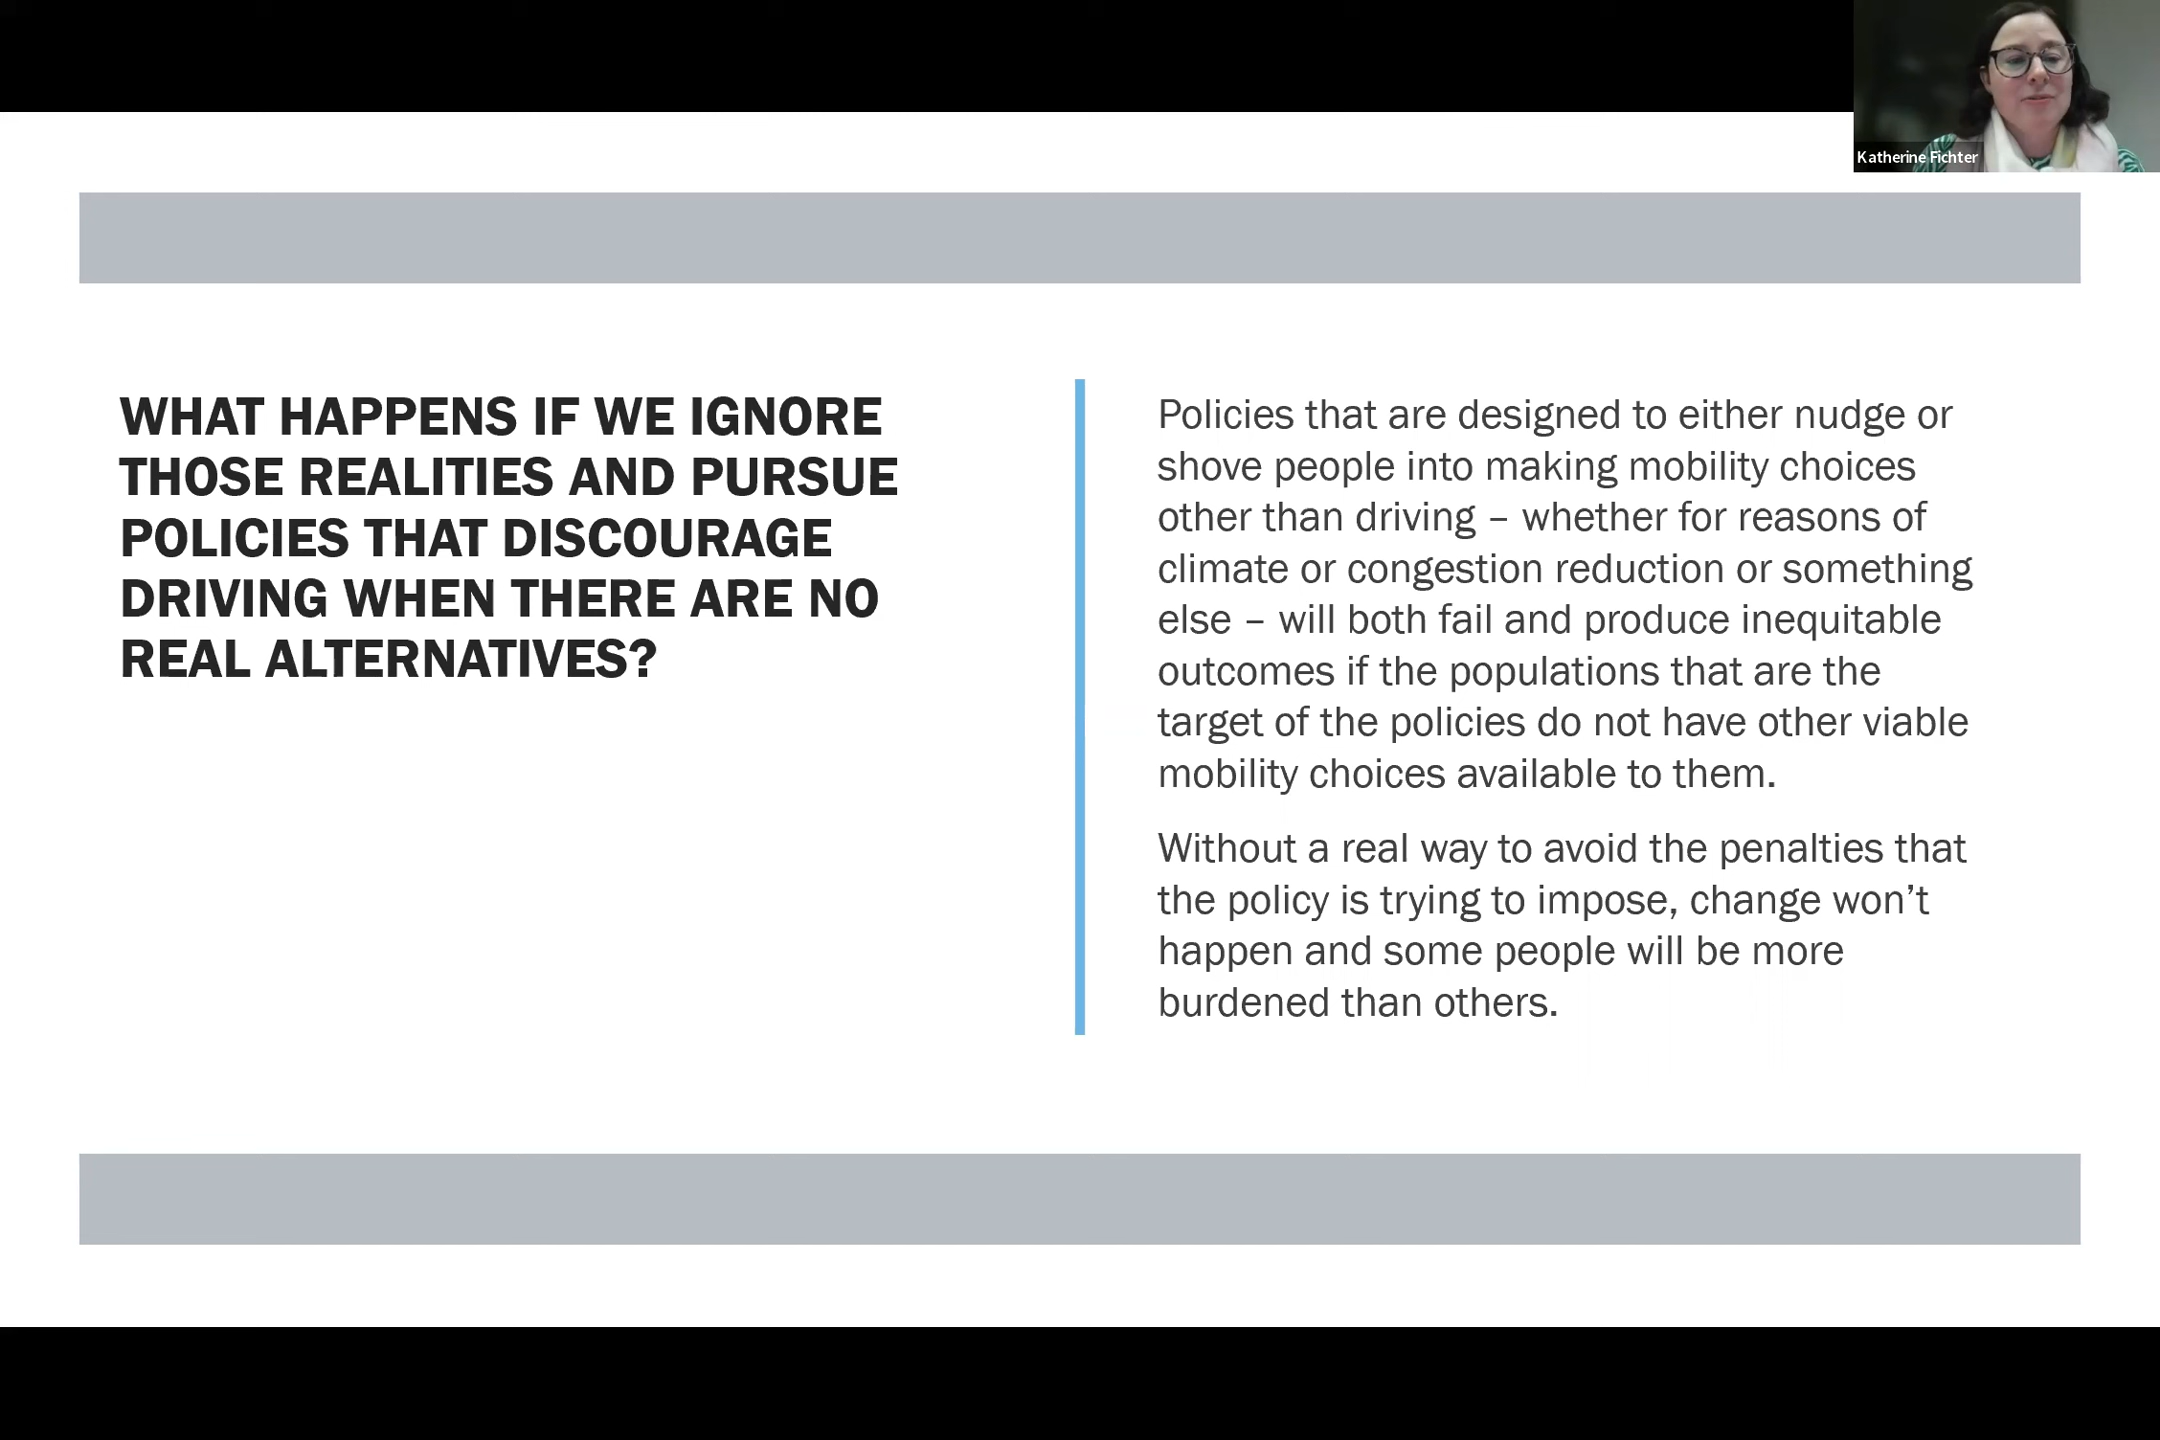 Katherine Fichter
WHAT HAPPENS IF WE IGNORE
THOSE REALITIES AND PURSUE
POLICIES THAT DISCOURAGE
DRIVING WHEN THERE ARE NO
REAL ALTERNATIVES?
Policies that are designed to either nudge or
shove people into making mobility choices
other than driving – whether for reasons of
climate or congestion reduction or something
else – will both fail and produce inequitable
outcomes if the populations that are the
target of the policies do not have other viable
mobility choices available to them.
Without a real way to avoid the penalties that
the policy is trying to impose, change won’t
happen and some people will be more
burdened than others.